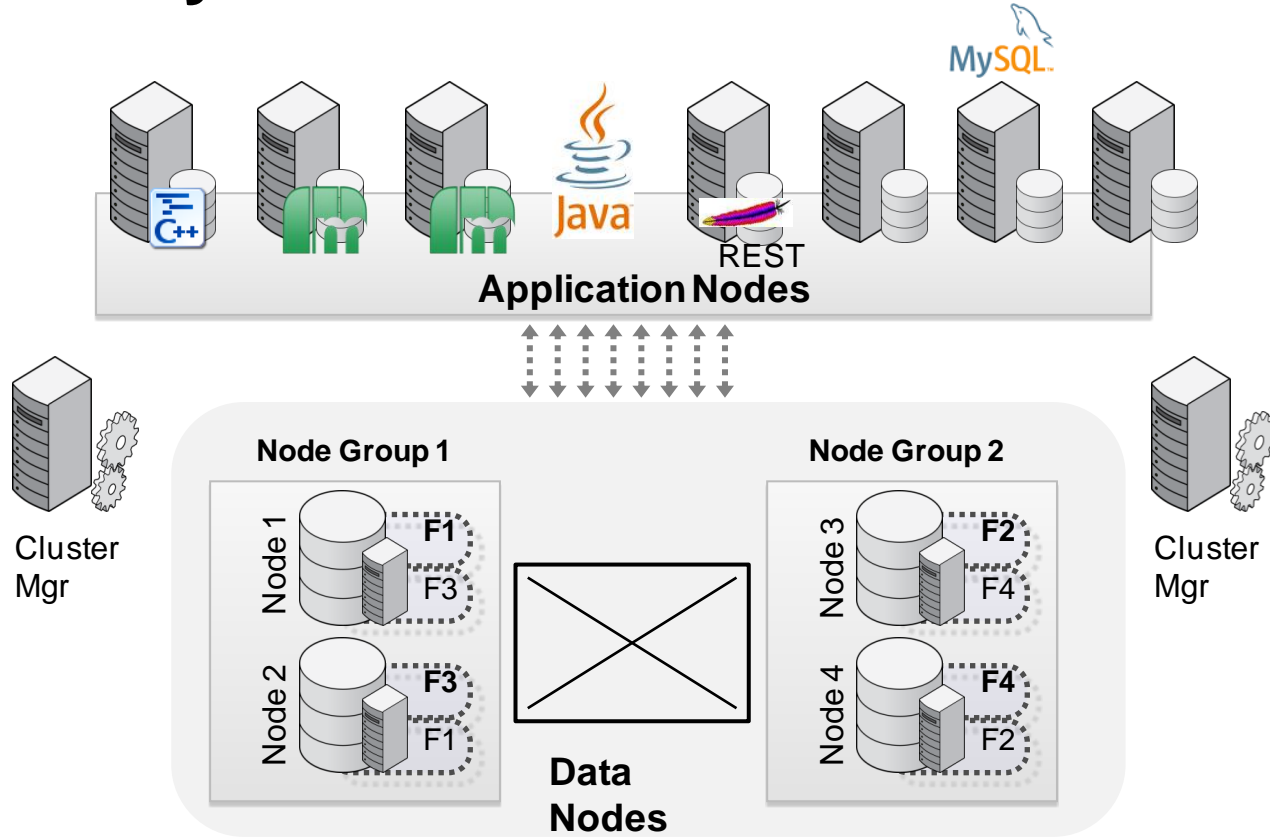 MySQL
C++
Java
REST
Application Nodes
Cluster
Mgr
Node Group 1
Node 1
F1
F3
Node 2
F3
F1
Data
Nodes
Node Group 2
Node 3
F2
F4
Node 4
F4
F2
Cluster
Mgr